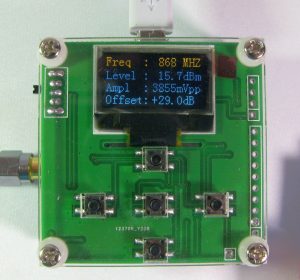 Freq : 868 MHZ
Level : 15.7dBm
Ampl : 3855mVpp
Offset:+29.0dB